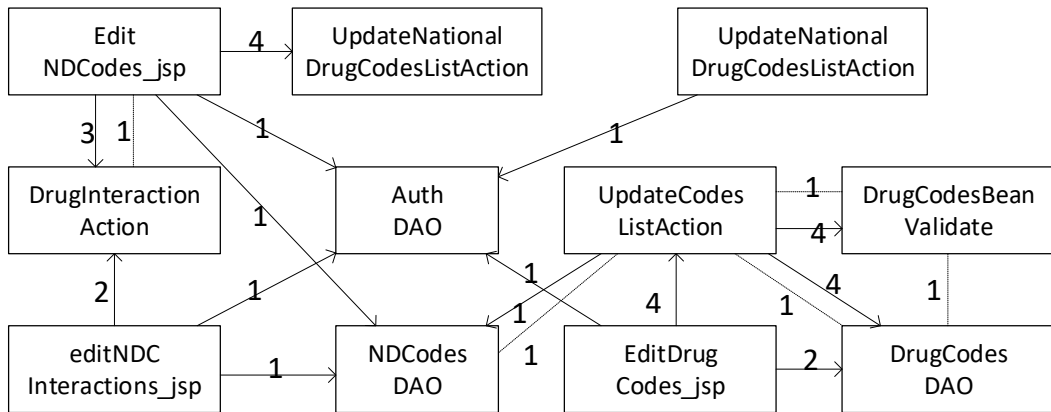 Edit
NDCodes_jsp
4
UpdateNational
DrugCodesListAction
UpdateNational
DrugCodesListAction
3
1
1
1
DrugInteraction
Action
Auth
DAO
UpdateCodes
ListAction
1
4
DrugCodesBean
Validate
1
2
1
1
4
1
1
4
1
1
editNDC
Interactions_jsp
1
NDCodes
DAO
1
EditDrug
Codes_jsp
2
DrugCodes
DAO